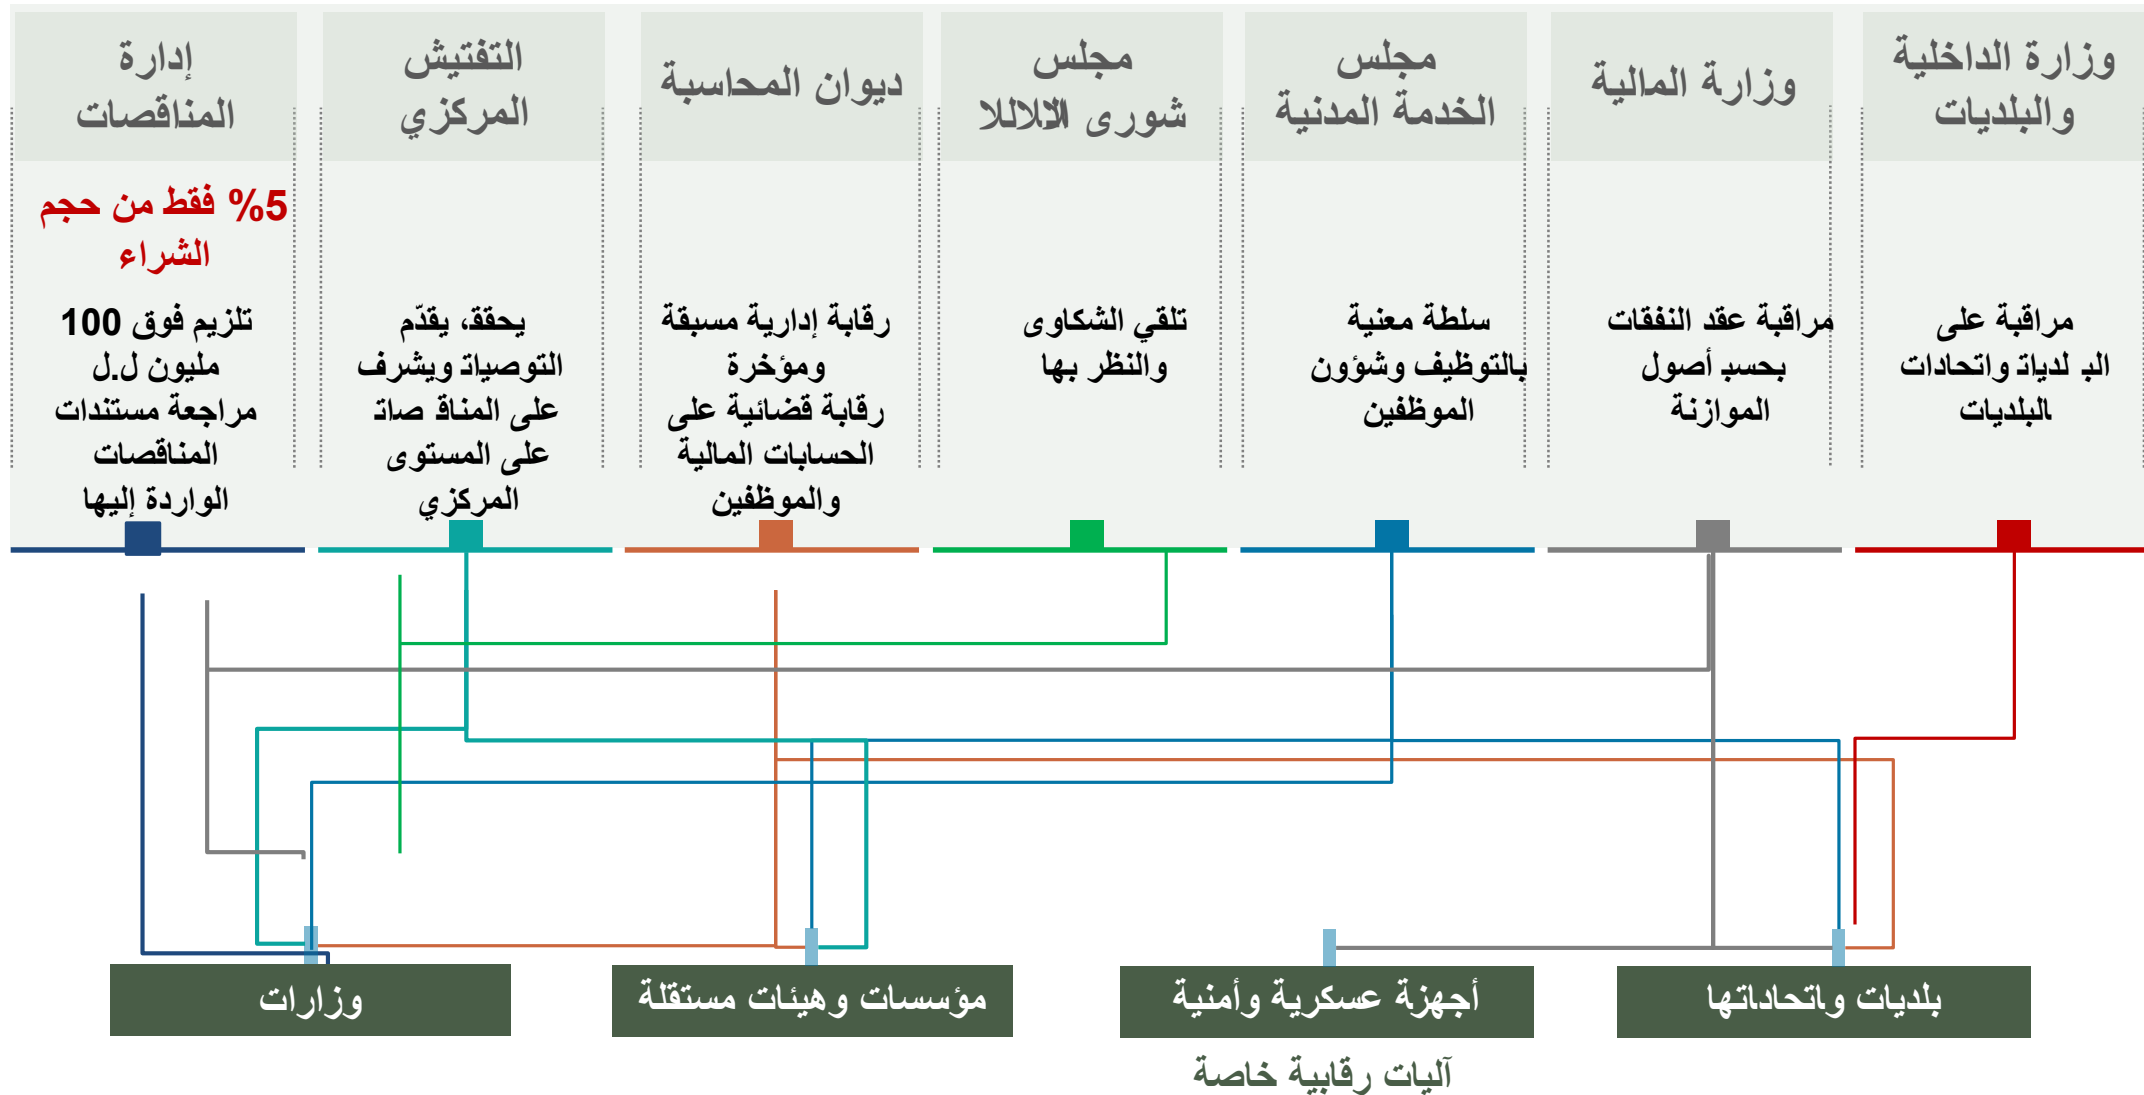 وزارة الداخلية
والبلديات
مراقبة على
البلديات واتحادات
البلديات
وزارة المالية
مراقبة عقد النفقات
بحسب أصول
الموازنة
مجلس
الخدمة المدنية
سلطة معنية
بالتوظيف وشؤون
الموظفين
مجلس
شورى
تلقي الشكاوى
والنظر بها
ديوان المحاسبة
رقابة إدارية مسبقة
ومؤخرة
رقابة قضائية على
الحسابات المالية
والموظفين
التفتيش
المركزي
يحقق، يقدّم
التوصيات ويشرف
على المناقصات
على المستوى
المركزي
إدارة
المناقصات
5% فقط من حجم
الشراء
تلزيم فوق 100
مليون ل.ل
مراجعة مستندات
المناقصات
الواردة إليها
بلديات واتحاداتها
أجهزة عسكرية وأمنية
مؤسسات وهيئات مستقلة
وزارات
آليات رقابية خاصة